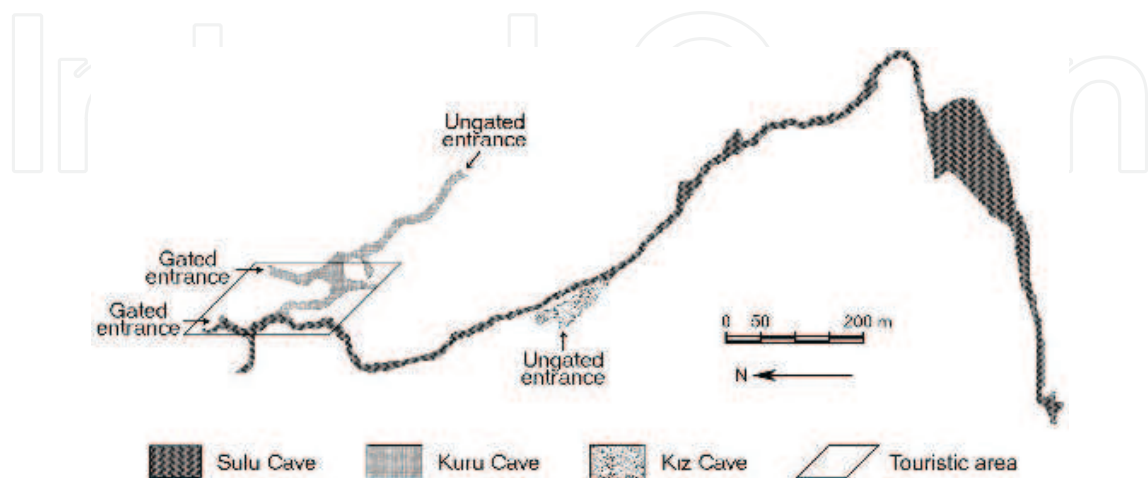 Ungated
entrance
Gated
entrance
Gated
entrance
Ungated
entrance
0 50 200 m
N
Sulu Cave
Kuru Cave
Kız Cave
Touristic area